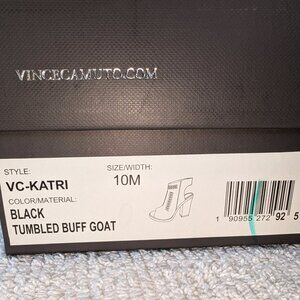 VINCECAMUTO.COM
STYLE:
VC-KATRI
SIZE/WIDTH:
10M
COLOR/MATERIAL:
BLACK
TUMBLED BUFF GOAT
1 90955 272 92 5